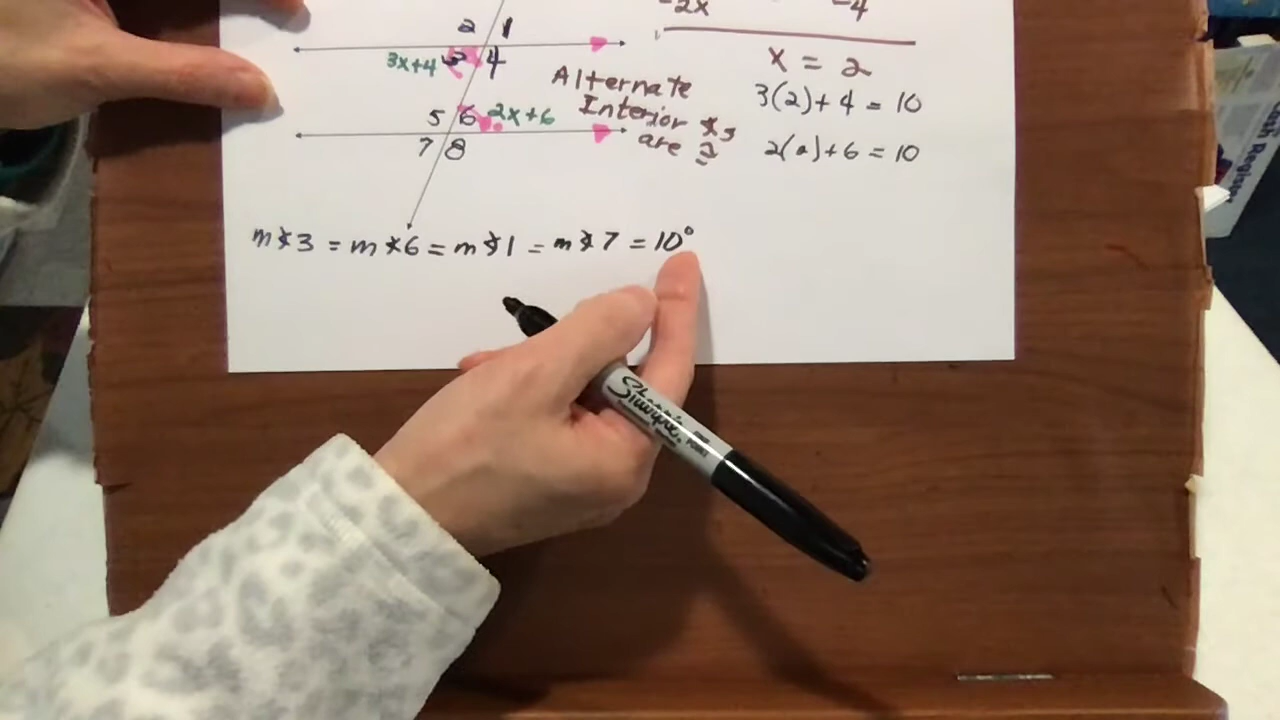 -2x -4
2 1
3x+4 3 4
x = 2
Alternate
Interior ∡s
are ≅
3(2)+4 = 10
2(2)+6 = 10
5 6 2x+6
7 8
m∡3 = m∡6 = m∡1 = m∡7 = 10°
Sharpie.
Register